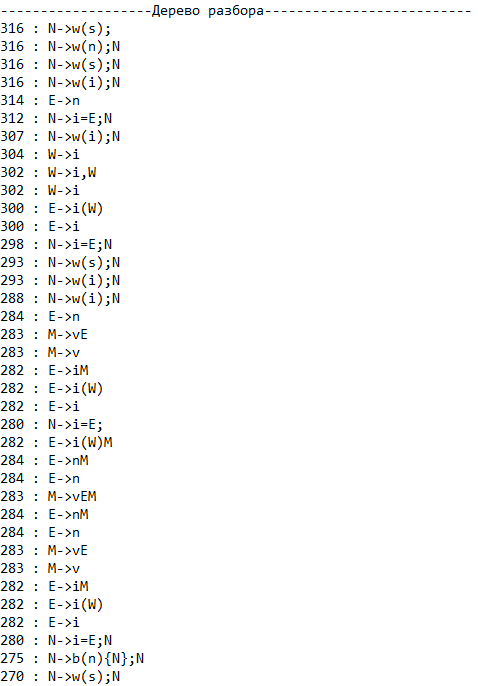 -------------------Дерево разбора--------------------------
316 : N->w(s);
316 : N->w(n);N
316 : N->w(s);N
316 : N->w(i);N
314 : E->n
312 : N->i=E;N
307 : N->w(i);N
304 : W->i
302 : W->i,W
302 : W->i
300 : E->i(W)
300 : E->i
298 : N->i=E;N
293 : N->w(s);N
293 : N->w(i);N
288 : N->w(i);N
284 : E->n
283 : M->vE
283 : M->v
282 : E->iM
282 : E->i(W)
282 : E->i
280 : N->i=E;
282 : E->i(W)M
284 : E->nM
284 : E->n
283 : M->vEM
284 : E->nM
284 : E->n
283 : M->vE
283 : M->v
282 : E->iM
282 : E->i(W)
282 : E->i
280 : N->i=E;N
275 : N->b(n){N};N
270 : N->w(s);N